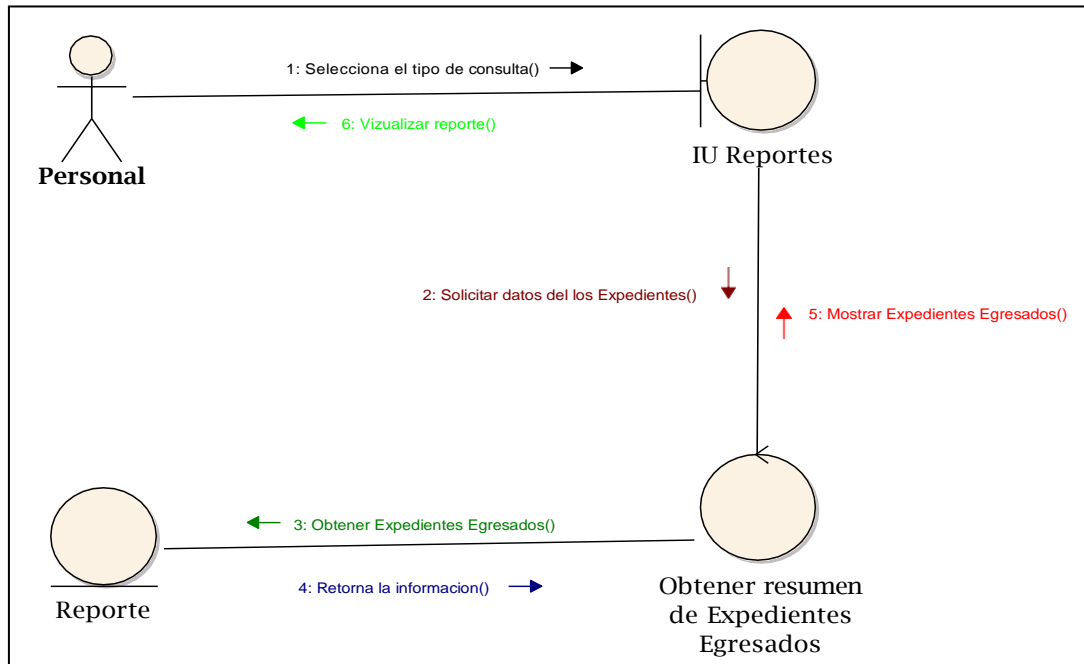 1: Selecciona el tipo de consulta()
6: Vizualizar reporte()
Personal
IU Reportes
2: Solicitar datos del los Expedientes()
5: Mostrar Expedientes Egresados()
3: Obtener Expedientes Egresados()
4: Retorna la informacion()
Reporte
Obtener resumen
de Expedientes
Egresados